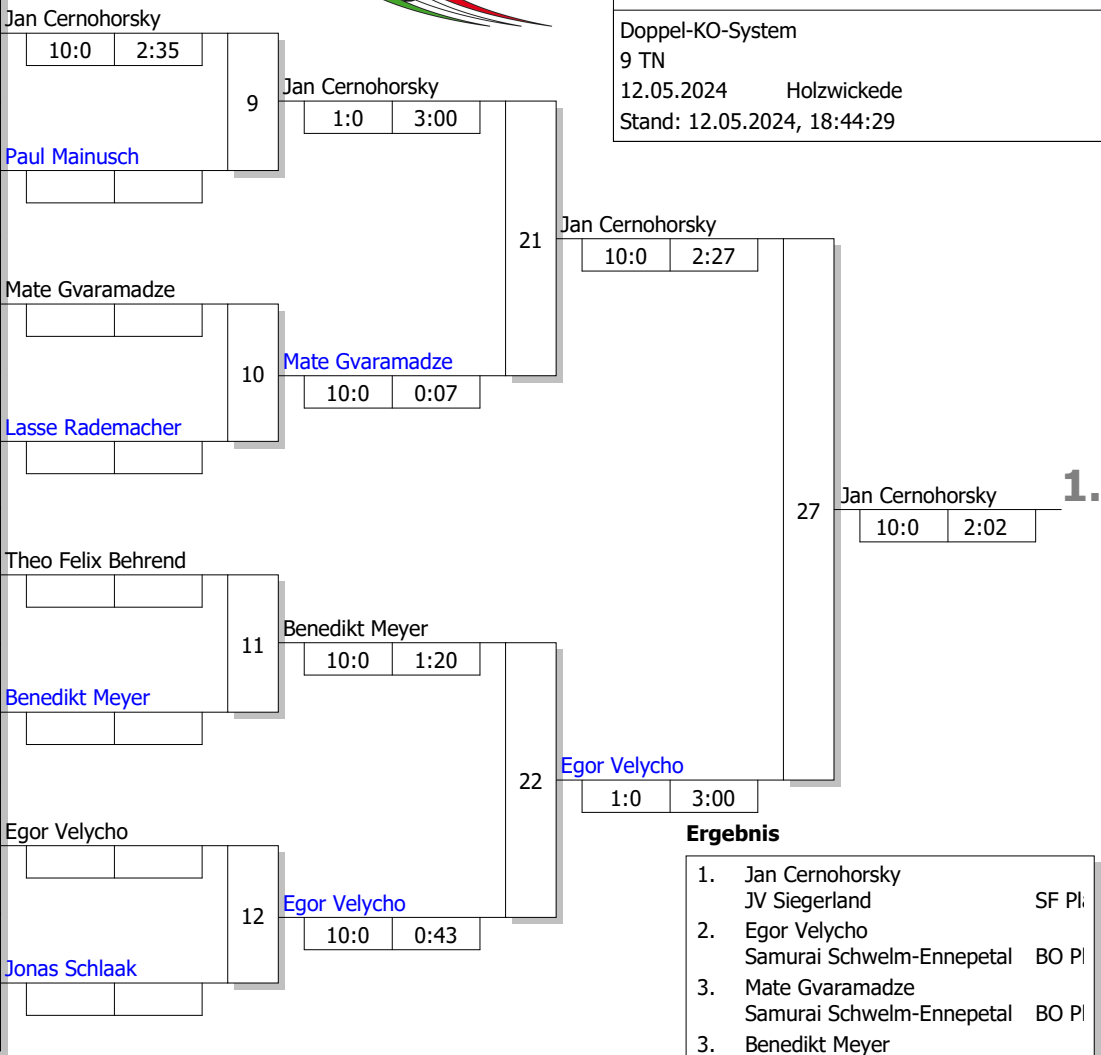 Jan Cernohorsky
10:0 2:35
9
Paul Mainusch
Jan Cernohorsky
1:0 3:00
21
Mate Gvaramadze
10
Mate Gvaramadze
10:0 0:07
Lasse Rademacher
Doppel-KO-System
9 TN
12.05.2024 Holzwickede
Stand: 12.05.2024, 18:44:29
Jan Cernohorsky
10:0 2:27
27
Jan Cernohorsky 1.
10:0 2:02
Theo Felix Behrend
11
Benedikt Meyer
10:0 1:20
Benedikt Meyer
22
Egor Velycho
1:0 3:00
Egor Velycho
12
Egor Velycho
10:0 0:43
Jonas Schlaak
Ergebnis
1. Jan Cernohorsky
JV Siegerland SF
2. Egor Velycho
Samurai Schwelm-Ennepetal BO
3. Mate Gvaramadze
Samurai Schwelm-Ennepetal BO
3. Benedikt Meyer